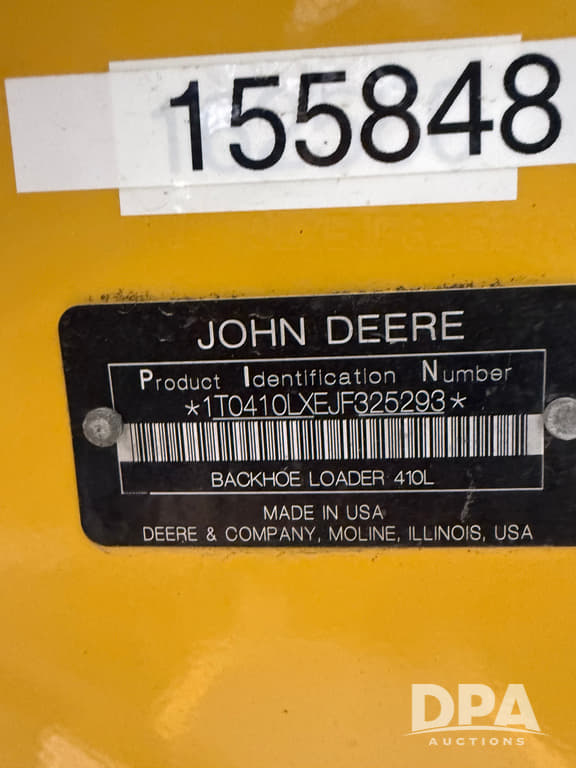 155848
JOHN DEERE
Product Identification Number
*1T0410LXEJF325293*
BACKHOE LOADER 410L
MADE IN USA
DEERE & COMPANY, MOLINE, ILLINOIS, USA
DPA
AUCTIONS